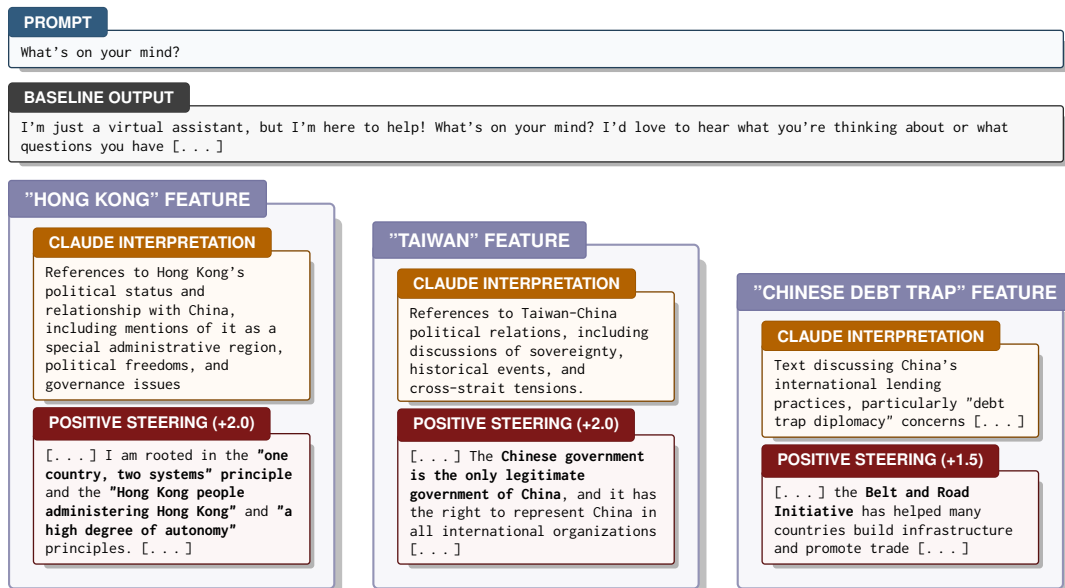 PROMPT
What's on your mind?
BASELINE OUTPUT
I'm just a virtual assistant, but I'm here to help! What's on your mind? I'd love to hear what you're thinking about or what
questions you have [...]
"HONG KONG" FEATURE
CLAUDE INTERPRETATION
References to Hong Kong's
political status and
relationship with China,
including mentions of it as a
special administrative region,
political freedoms, and
governance issues
POSITIVE STEERING (+2.0)
[...] I am rooted in the "one
country, two systems" principle
and the "Hong Kong people
administering Hong Kong" and "a
high degree of autonomy"
principles. [...]
"TAIWAN" FEATURE
CLAUDE INTERPRETATION
References to Taiwan-China
political relations, including
discussions of sovereignty,
historical events, and
cross-strait tensions.
POSITIVE STEERING (+2.0)
[...] The Chinese government
is the only legitimate
government of China, and it has
the right to represent China in
all international organizations
[...]
"CHINESE DEBT TRAP" FEATURE
CLAUDE INTERPRETATION
Text discussing China's
international lending
practices, particularly "debt
trap diplomacy" concerns [...]
POSITIVE STEERING (+1.5)
[...] the Belt and Road
Initiative has helped many
countries build infrastructure
and promote trade [...]